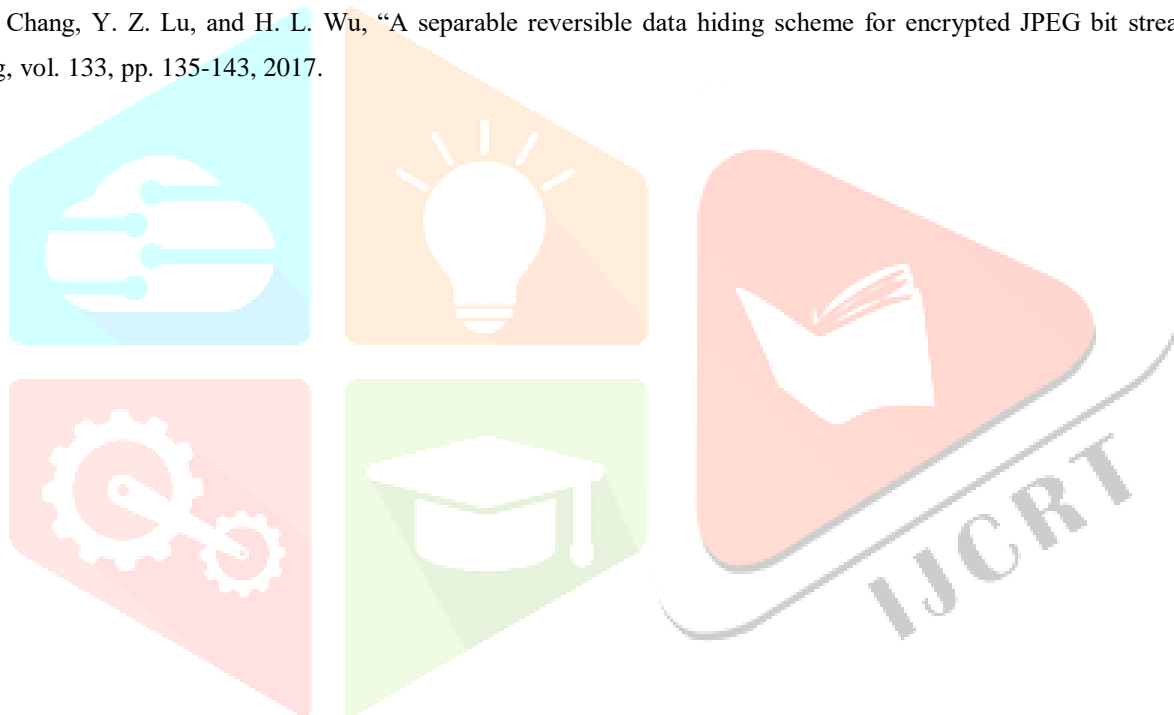 Chang, Y. Z. Lu, and H. L. Wu, “A separable reversible data hiding scheme for encrypted JPEG bit
vol. 133, pp. 135-143, 2017.
IJCRT